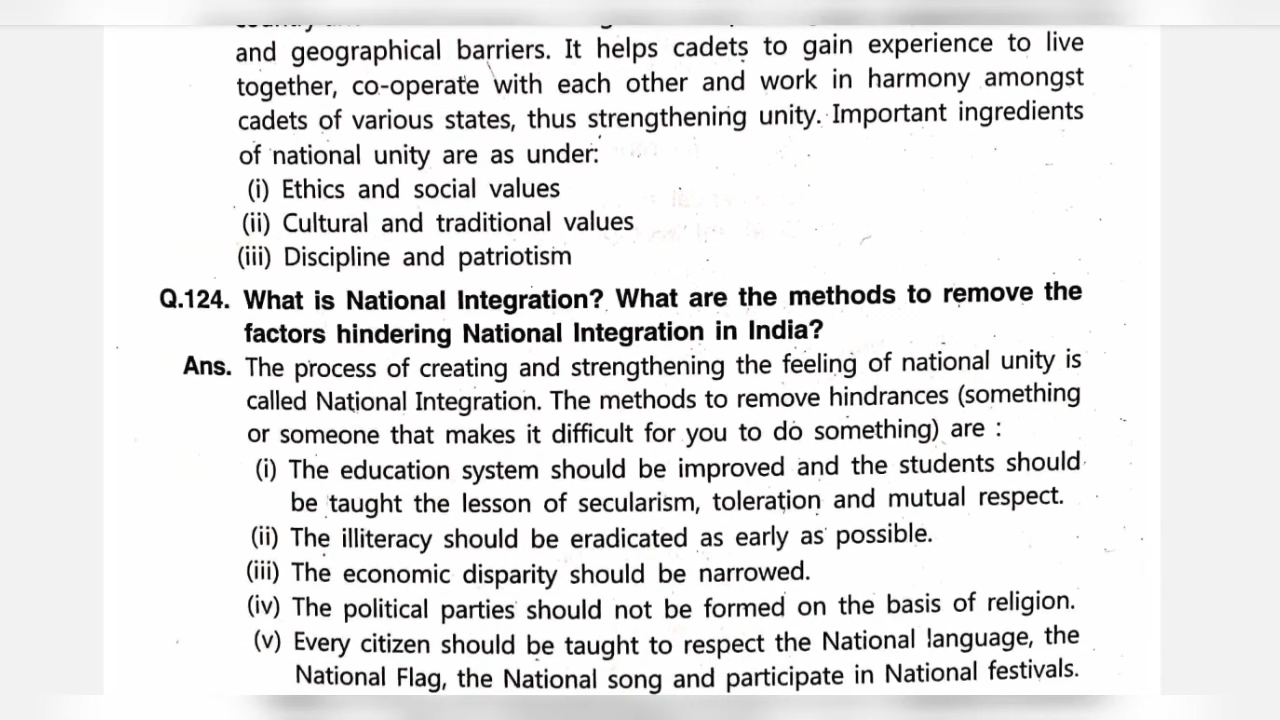 and geographical barriers. It helps cadets to gain experience to live
together, co-operate with each other and work in harmony amongst
cadets of various states, thus strengthening unity. Important ingredients
of national unity are as under:
(i) Ethics and social values
(ii) Cultural and traditional values
(iii) Discipline and patriotism
Q.124. What is National Integration? What are the methods to remove the
factors hindering National Integration in India?
Ans. The process of creating and strengthening the feeling of national unity is
called National Integration. The methods to remove hindrances (something
or someone that makes it difficult for you to do something) are :
(i) The education system should be improved and the students should
be taught the lesson of secularism, toleration and mutual respect.
(ii) The illiteracy should be eradicated as early as possible.
(iii) The economic disparity should be narrowed.
(iv) The political parties should not be formed on the basis of religion.
(v) Every citizen should be taught to respect the National language, the
National Flag, the National song and participate in National festivals.